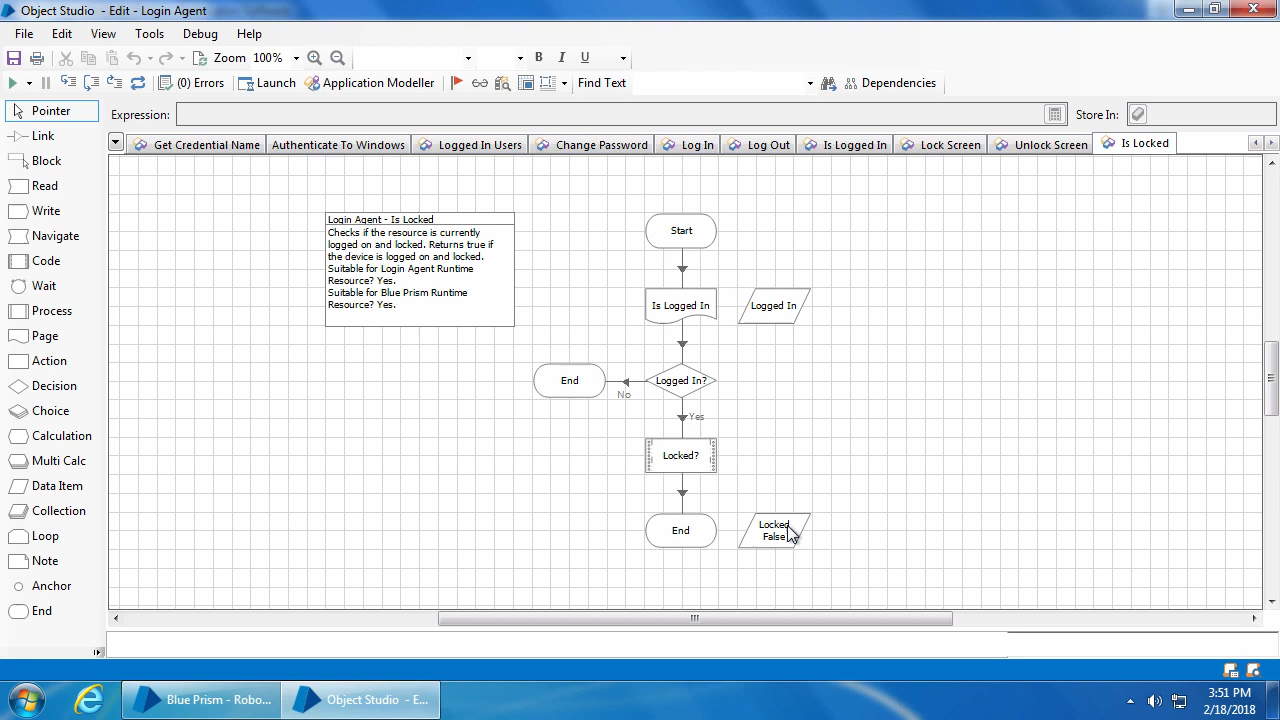 Object Studio  - Edit - Login Agent
File Edit View Tools Debug Help
Zoom 100% B I U
(0) Errors Launch Application Modeller Find Text Dependencies
Pointer
Expression: Store In:
Link
Get Credential Name Authenticate To Windows Logged In Users Change Password Log In Log Out Is Logged In Lock Screen Unlock Screen Is Locked
Block
Read
Write
Navigate
Code
Wait
Process
Page
Action
Decision
Choice
Calculation
Multi Calc
Data Item
Collection
Loop
Note
Anchor
End
Login Agent - Is Locked
Checks if the resource is currently
logged on and locked. Returns true if
the device is logged on and locked.
Suitable for Login Agent Runtime
Resource? Yes.
Suitable for Blue Prism Runtime
Resource? Yes.
Start
Is Logged In Logged In
End No Logged In?
Yes
Locked?
End Locked
False
Blue Prism - Robo... Object Studio  - E...
3:51 PM
2/18/2018